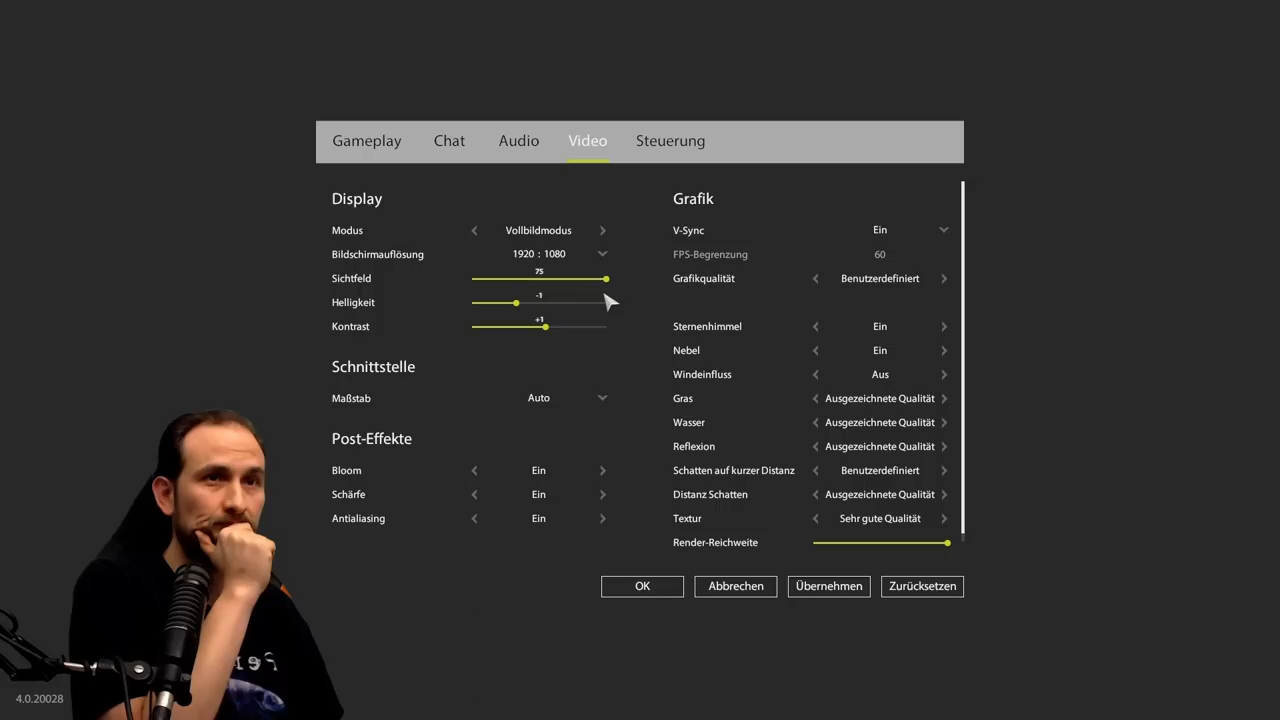 Gameplay Chat Audio Video Steuerung
Display
Modus Vollbildmodus
Bildschirmauflösung 1920 : 1080
Sichtfeld 75
Helligkeit -1
Kontrast +1
Schnittstelle
Maßstab Auto
Post-Effekte
Bloom Ein
Schärfe Ein
Antialiasing Ein
Grafik
V-Sync Ein
FPS-Begrenzung 60
Grafikqualität Benutzerdefiniert
Sternenhimmel Ein
Nebel Ein
Windeinfluss Aus
Gras Ausgezeichnete Qualität
Wasser Ausgezeichnete Qualität
Reflexion Ausgezeichnete Qualität
Schatten auf kurzer Distanz Benutzerdefiniert
Distanz Schatten Ausgezeichnete Qualität
Textur Sehr gute Qualität
Render-Reichweite
OK Abbrechen Übernehmen Zurücksetzen
4.0.20028